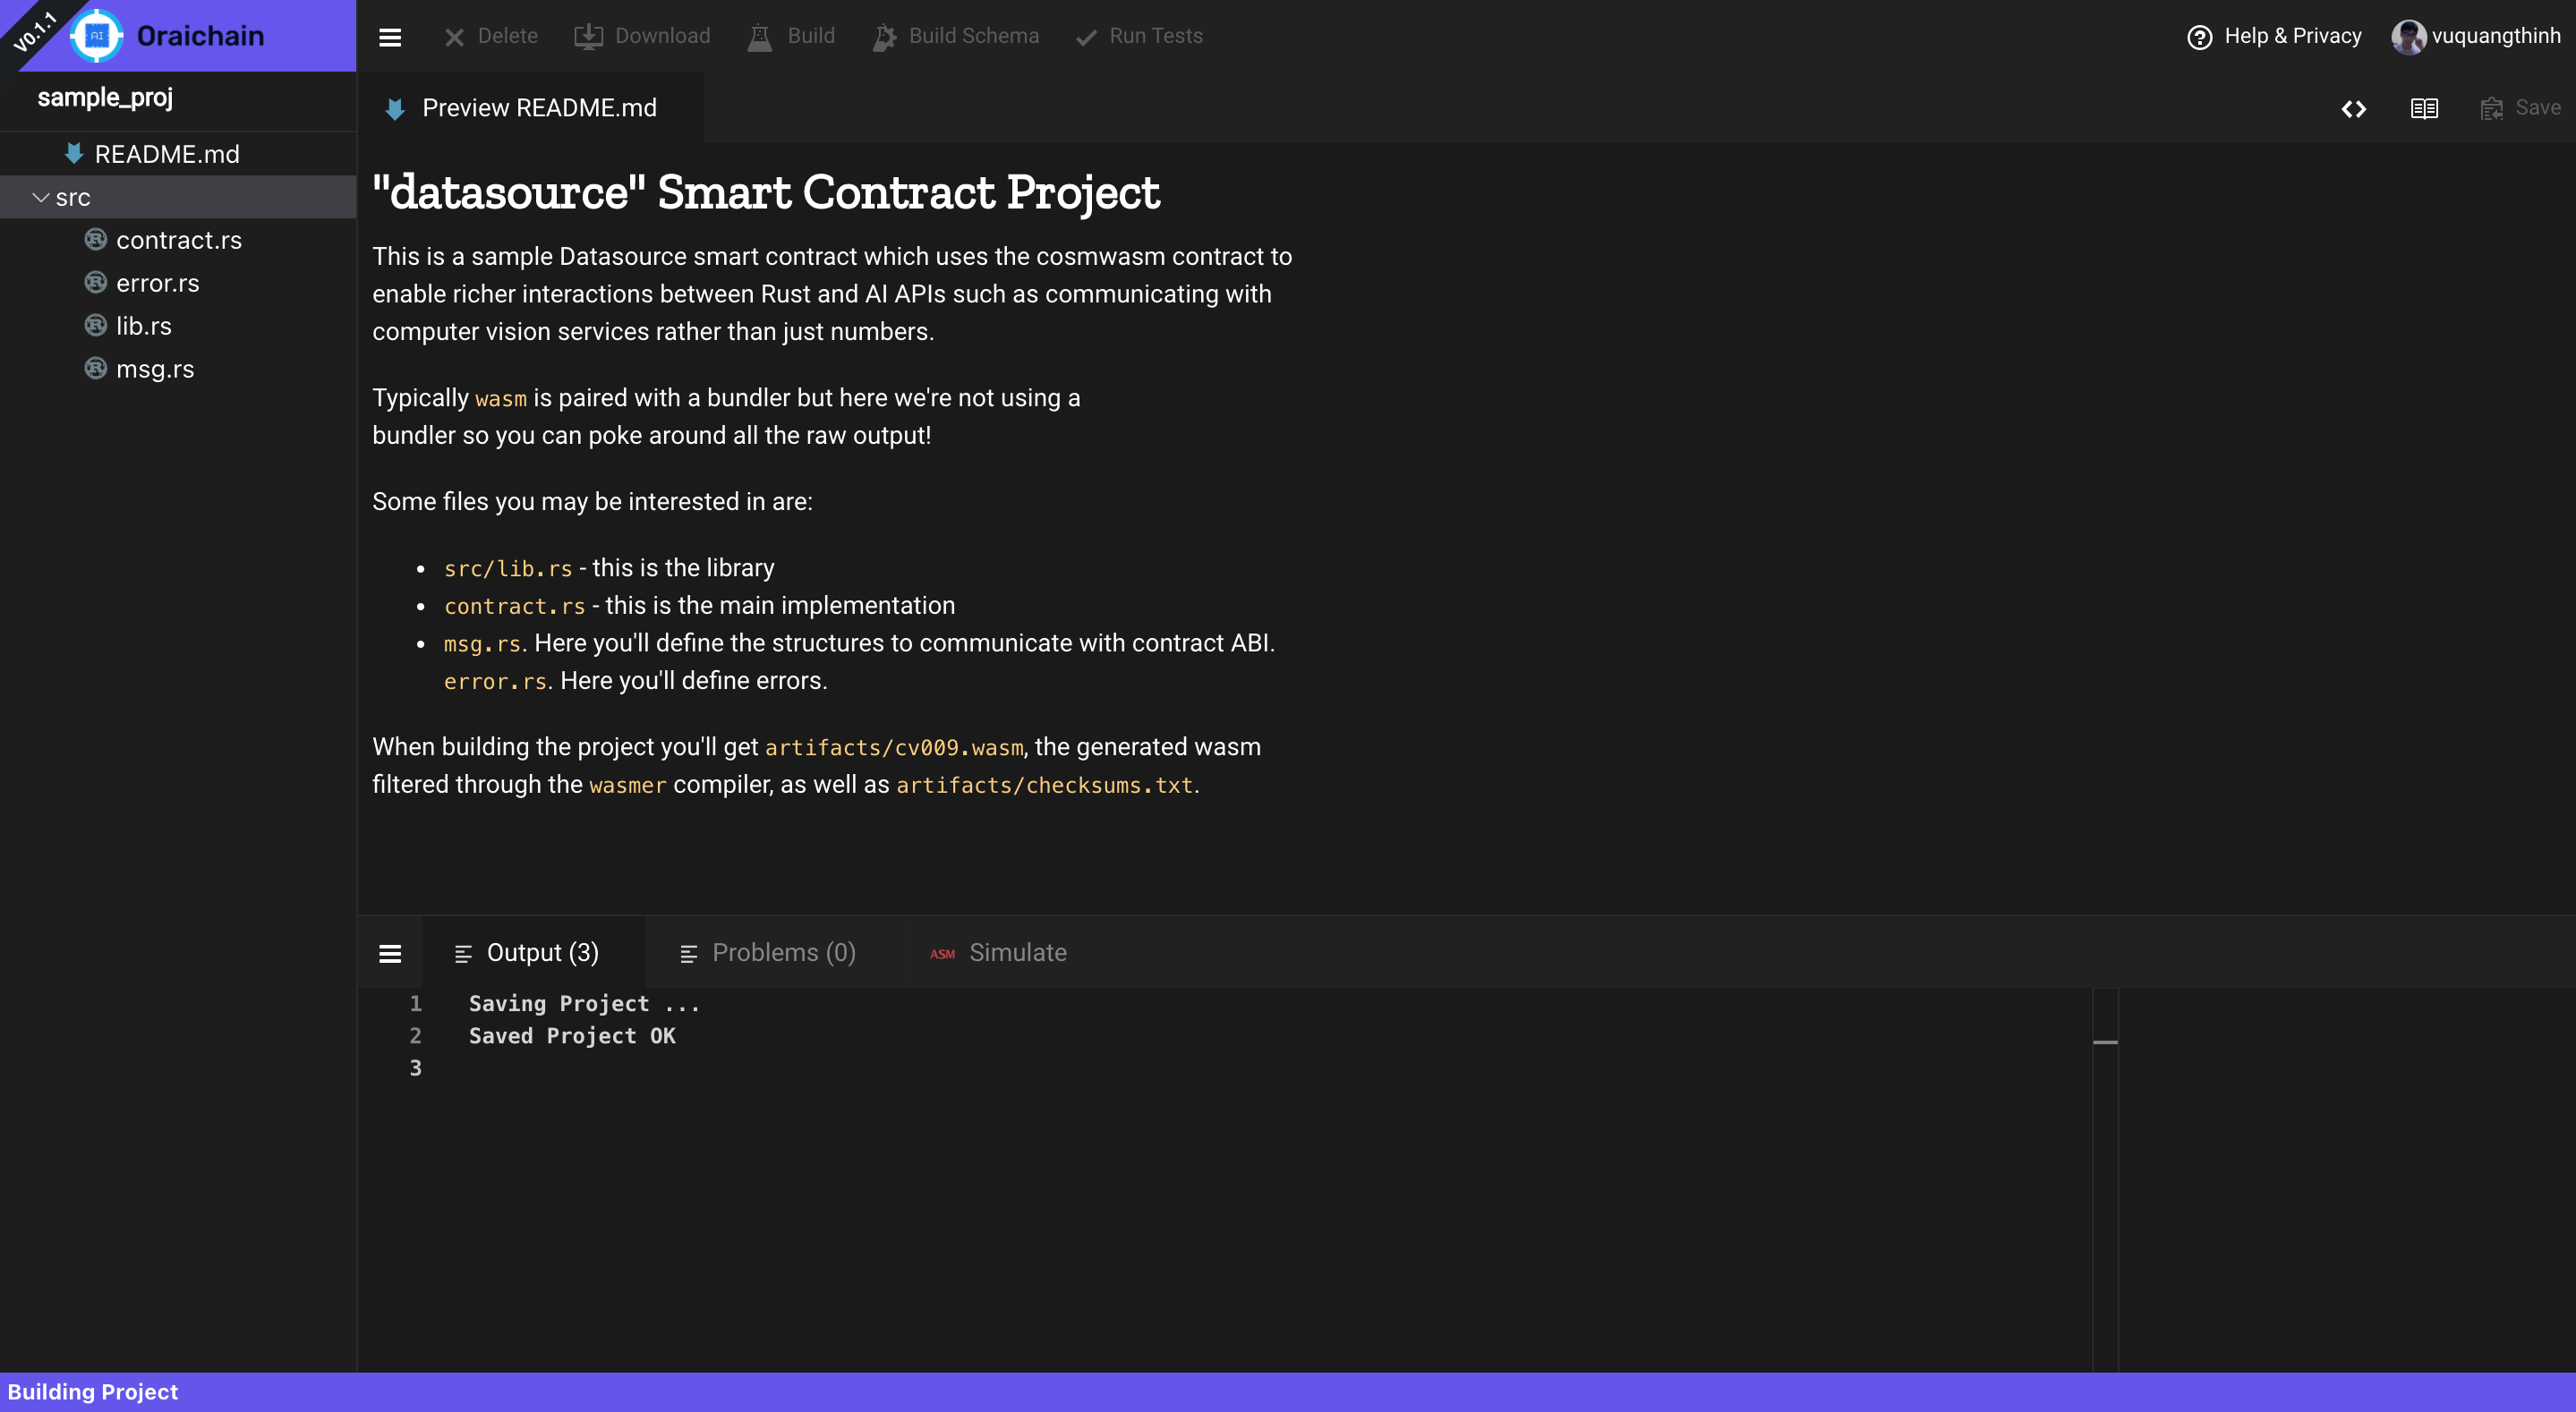 V0.1.1
AI
Oraichain
Delete
Download
Build
Build Schema
Run Tests
Help & Privacy
vuquangthinh
sample_proj
README.md
src
contract.rs
error.rs
lib.rs
msg.rs
Preview README.md
Save
"datasource" Smart Contract Project
This is a sample Datasource smart contract which uses the cosmwasm contract to
enable richer interactions between Rust and AI APIs such as communicating with
computer vision services rather than just numbers.
Typically wasm is paired with a bundler but here we're not using a
bundler so you can poke around all the raw output!
Some files you may be interested in are:
• src/lib.rs - this is the library
• contract.rs - this is the main implementation
• msg.rs. Here you'll define the structures to communicate with contract ABI.
error.rs. Here you'll define errors.
When building the project you'll get artifacts/cv009.wasm, the generated wasm
filtered through the wasmer compiler, as well as artifacts/checksums.txt.
Output (3)
Problems (0)
ASM Simulate
1 Saving Project ...
2 Saved Project OK
3
Building Project